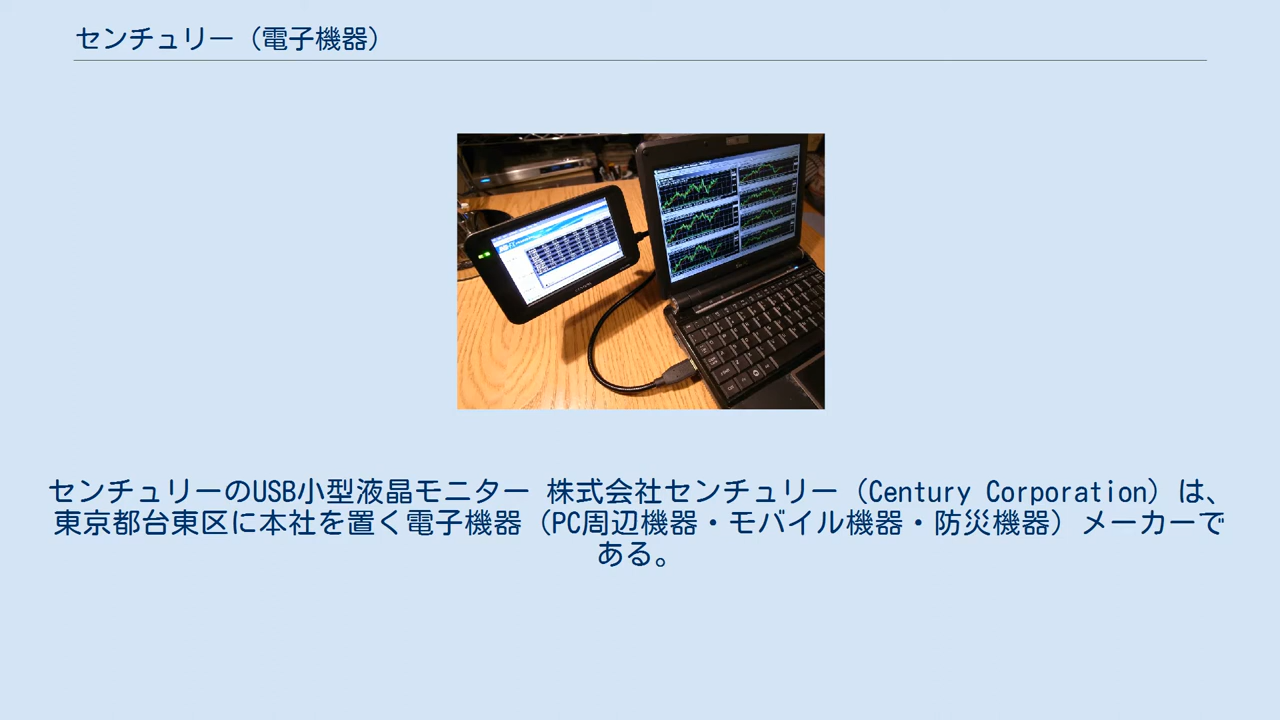 センチュリー（電子機器）
センチュリーのUSB小型液晶モニター 株式会社センチュリー（Century Corporation）は、
東京都台東区に本社を置く電子機器（PC周辺機器・モバイル機器・防災機器）メーカーで
ある。